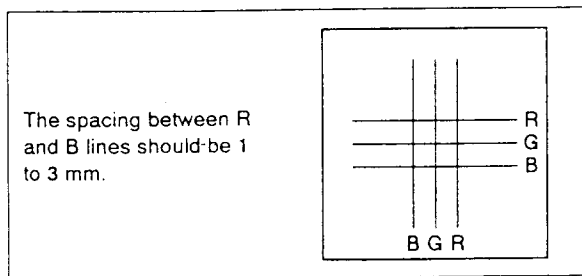 The spacing between R
and B lines should-be 1
to 3 mm.
R
G
B
B G R